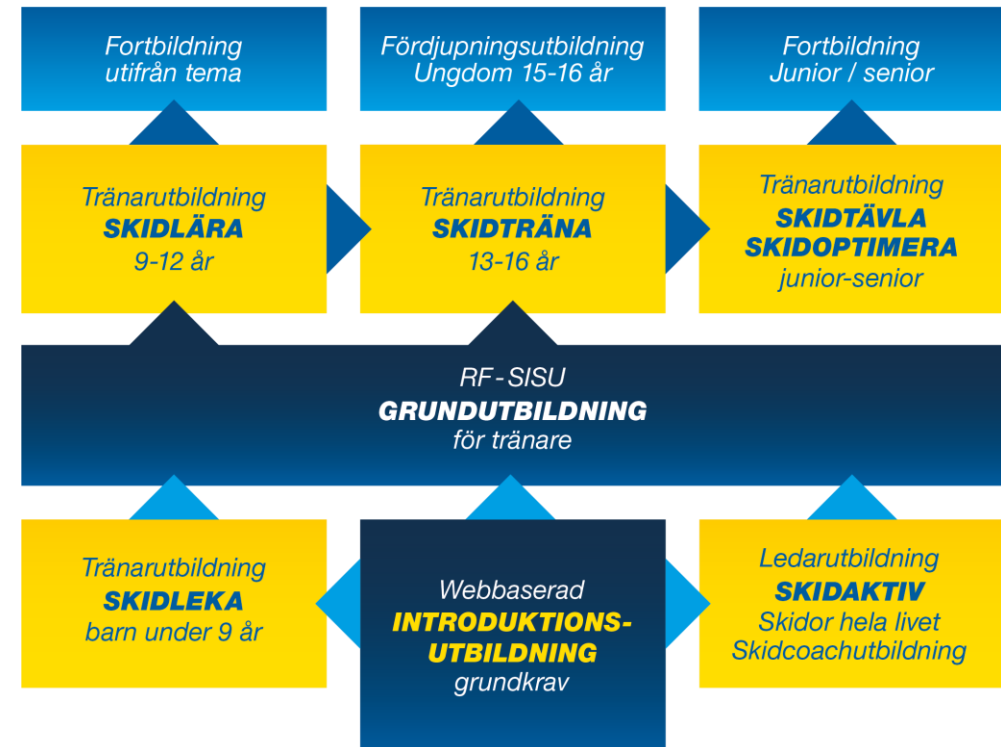 Fortbildning
utifrån tema
Fördjupningsutbildning
Ungdom 15-16 år
Fortbildning
Junior / senior
Tränarutbildning
SKIDLÄRA
9-12 år
Tränarutbildning
SKIDTRÄNA
13-16 år
Tränarutbildning
SKIDTÄVLA
SKIDOPTIMERA
junior-senior
RF-SISU
GRUNDUTBILDNING
för tränare
Tränarutbildning
SKIDLEKA
barn under 9 år
Webbaserad
INTRODUKTIONS-
UTBILDNING
grundkrav
Ledarutbildning
SKIDAKTIV
Skidor hela livet
Skidcoachutbildning